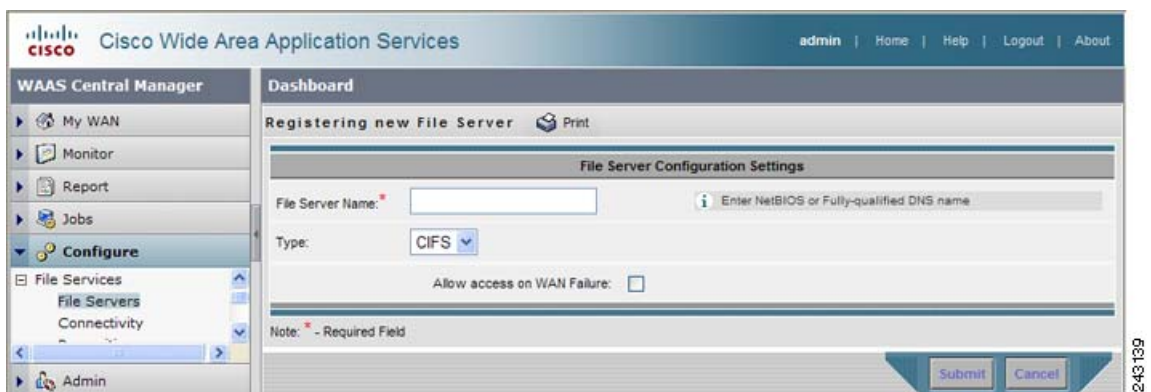 CISCO
Cisco Wide Area Application Services
admin | Home | Help | Logout | About
WAAS Central Manager
Dashboard
My WAN
Registering new File Server Print
Monitor
File Server Configuration Settings
Report
File Server Name:*
i Enter NetBIOS or Fully-qualified DNS name
Jobs
Type: CIFS
Configure
File Services
Allow access on WAN Failure:
File Servers
Connectivity
Note: * - Required Field
Admin
Submit Cancel
243139